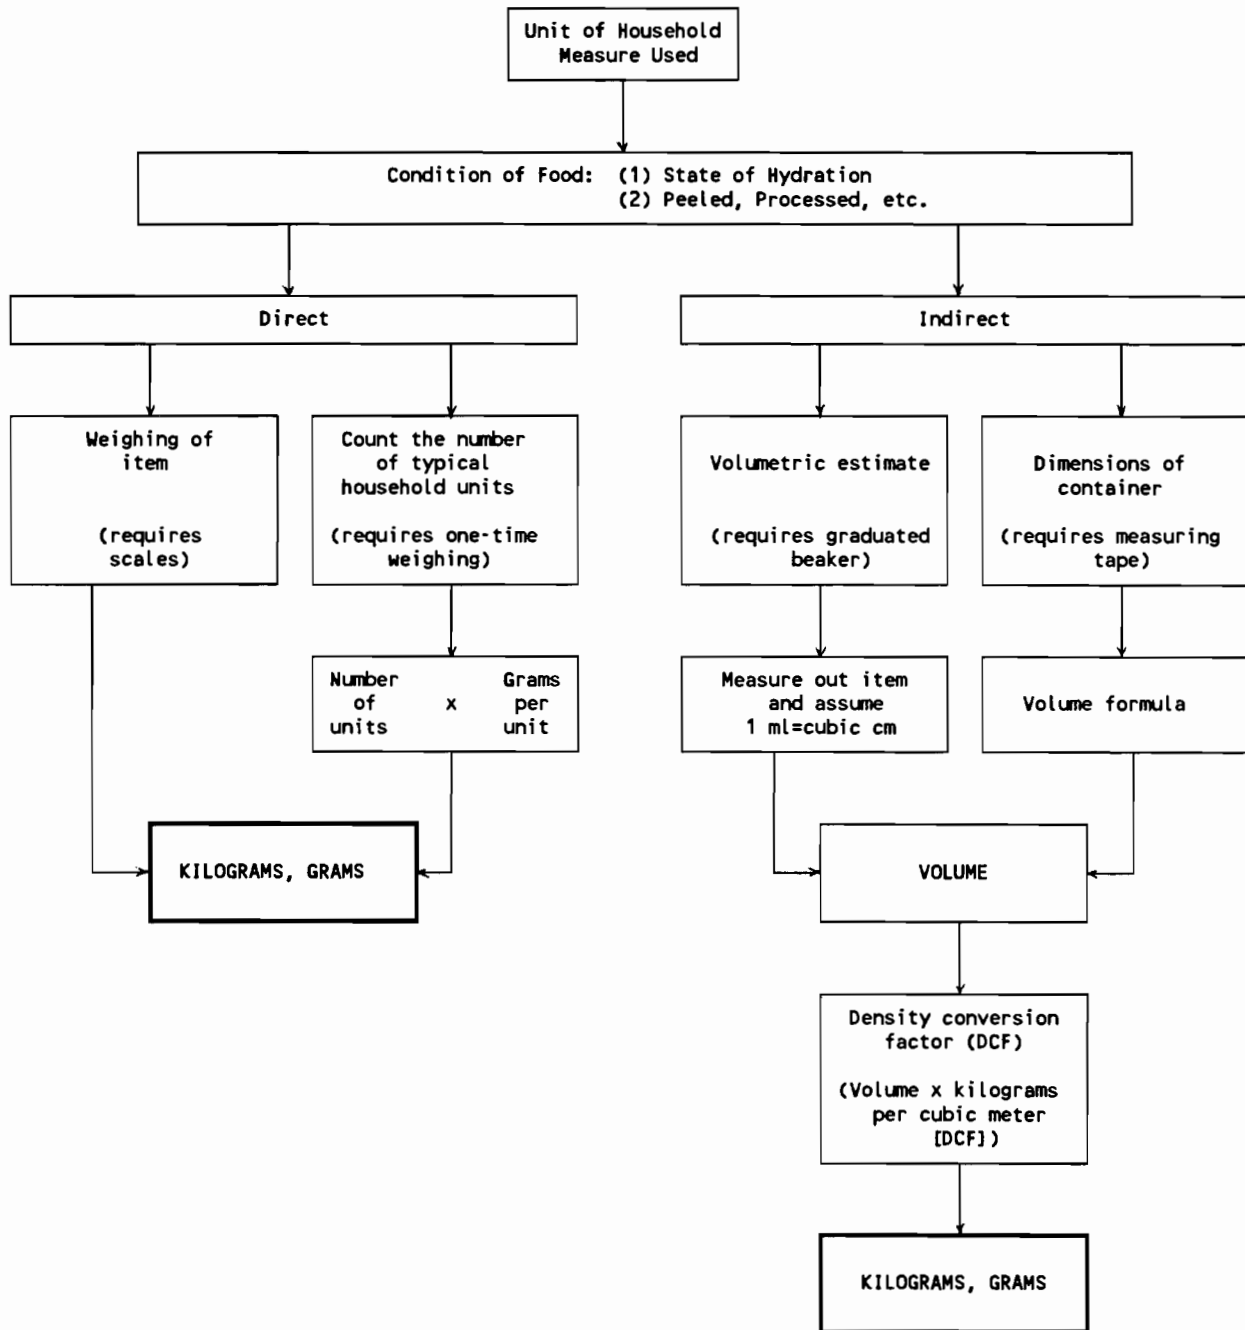 Unit of Household
Measure Used
Condition of Food: (1) State of Hydration
(2) Peeled, Processed, etc.
Direct
Indirect
Weighing of
item
(requires
scales)
Count the number
of typical
household units
(requires one-time
weighing)
Volumetric estimate
(requires graduated
beaker)
Dimensions of
container
(requires measuring
tape)
Number Grams
of x per
units unit
Measure out item
and assume
1 ml=cubic cm
Volume formula
KILOGRAMS, GRAMS
VOLUME
Density conversion
factor (DCF)
(Volume x kilograms
per cubic meter
[DCF])
KILOGRAMS, GRAMS